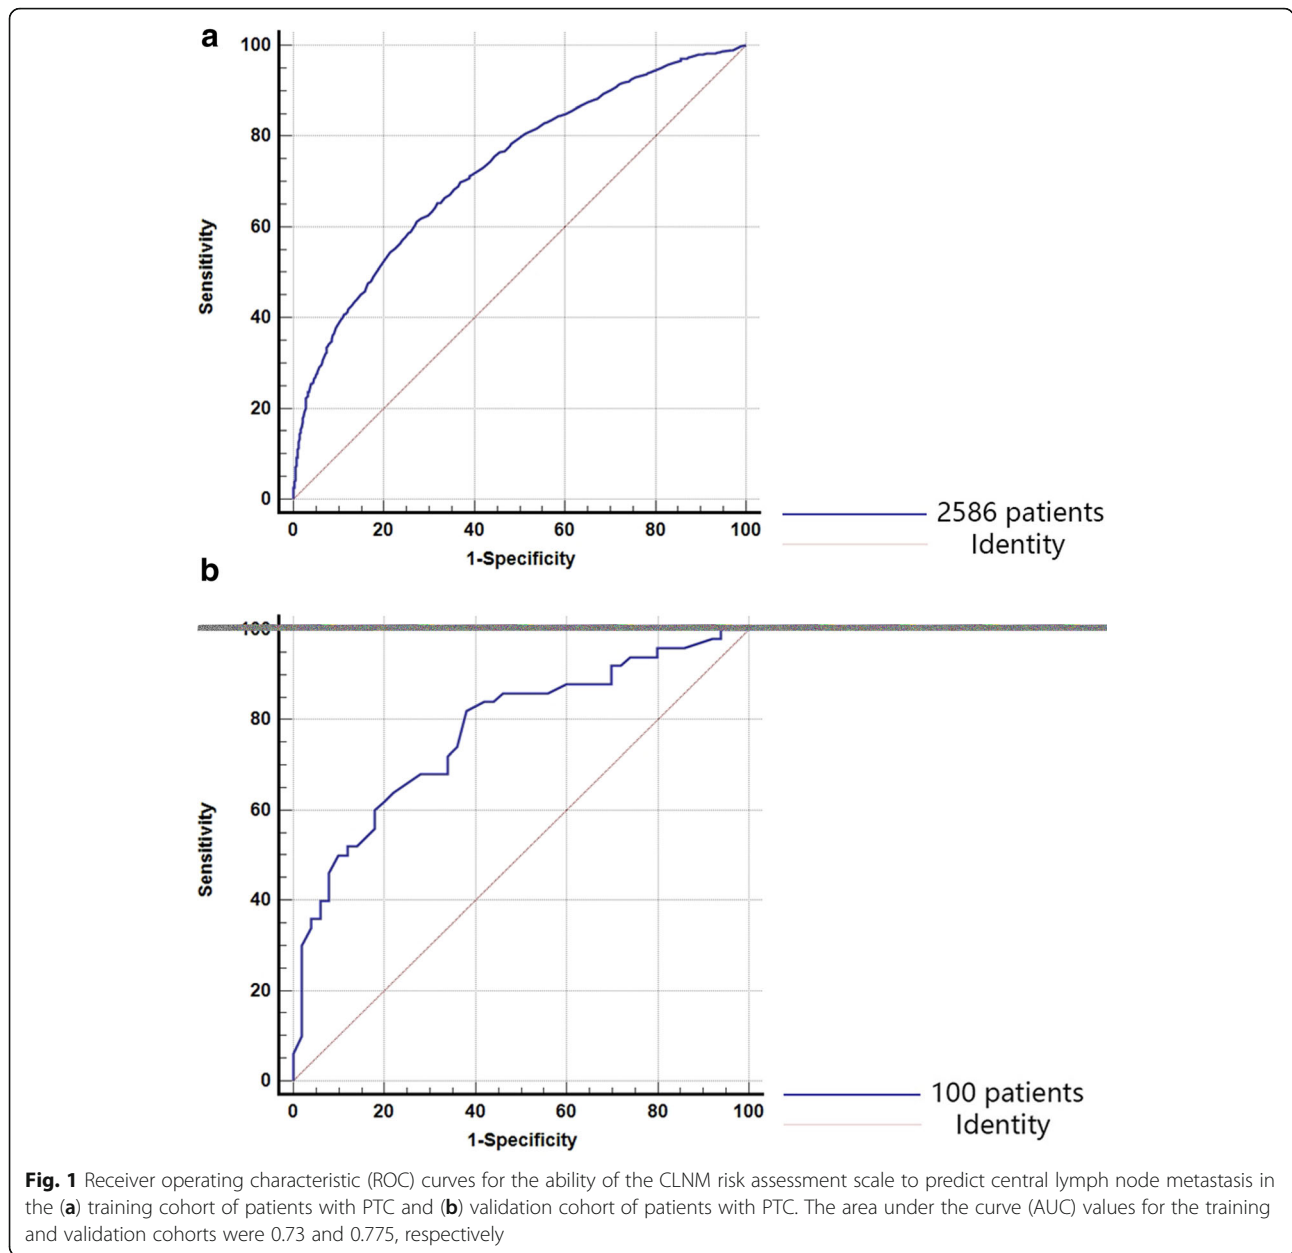 a
100
80
60
40
20
0
Sensitivity
0 20 40 60 80 100
1-Specificity
2586 patients
Identity
b
80
60
40
20
0
Sensitivity
0 20 40 60 80 100
1-Specificity
100 patients
Identity
Fig. 1 Receiver operating characteristic (ROC) curves for the ability of the CLNM risk assessment scale to predict central lymph node metastasis in
the (a) training cohort of patients with PTC and (b) validation cohort of patients with PTC. The area under the curve (AUC) values for the training
and validation cohorts were 0.73 and 0.775, respectively